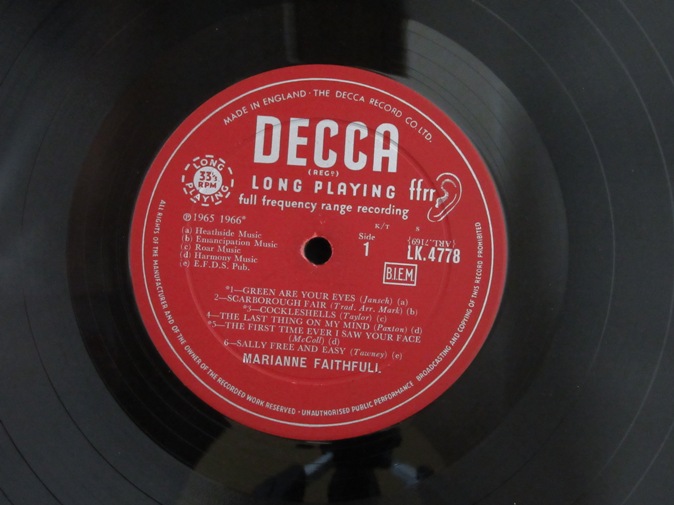 MADE IN ENGLAND · THE DECCA RECORD CO LTD.
DECCA
(REGD)
LONG PLAYING ffrr
full frequency range recording
LONG PLAYING
33⅓ RPM
℗ 1965 1966*
(a) Heathside Music
(b) Emancipation Music
(c) Roar Music
(d) Harmony Music
(e) E.F.D.S. Pub.
K/T
Side
1
S
(ARL.7169)
LK.4778
B.I.E.M.
*1—GREEN ARE YOUR EYES (Jansch) (a)
2—SCARBOROUGH FAIR (Trad. Arr. Mark) (b)
*3—COCKLESHELLS (Taylor) (c)
4—THE LAST THING ON MY MIND (Paxton) (d)
*5—THE FIRST TIME EVER I SAW YOUR FACE
(McColl) (d)
6—SALLY FREE AND EASY (Tawney) (e)
MARIANNE FAITHFULL
ALL RIGHTS OF THE MANUFACTURER AND OF THE OWNER OF THE RECORDED WORK RESERVED · UNAUTHORISED PUBLIC PERFORMANCE BROADCASTING AND COPYING OF THIS RECORD PROHIBITED